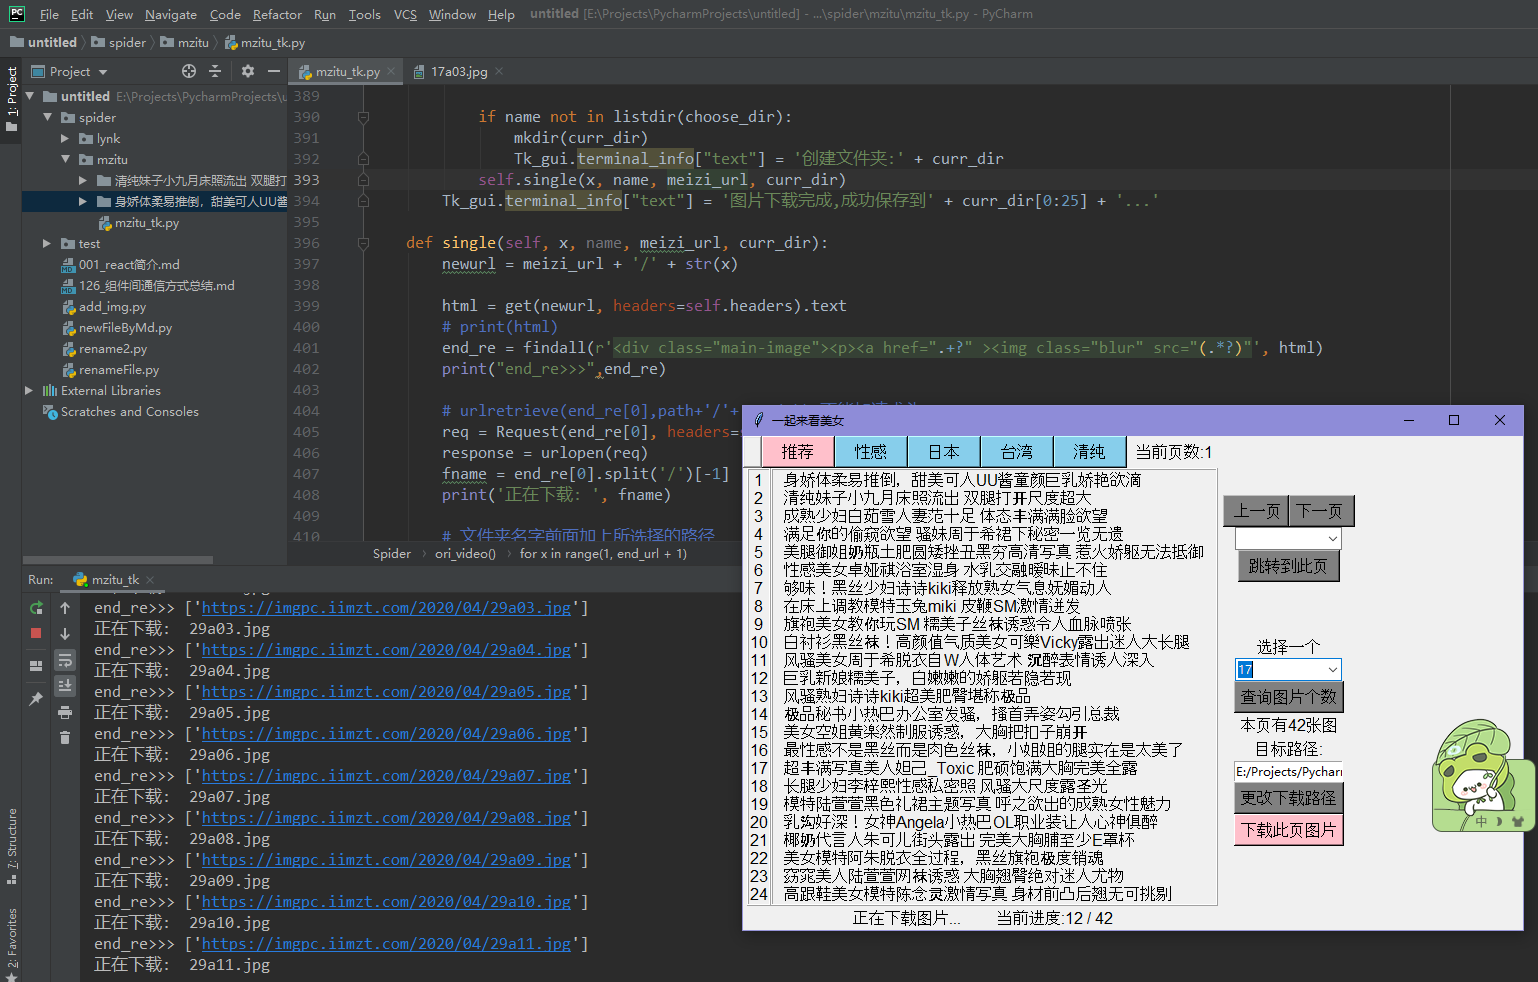 PC File Edit View Navigate Code Refactor Run Tools VCS Window Help untitled [E:\Projects\PycharmProjects\untitled] - ...\spider\mzitu\mzitu_tk.py - PyCharm
untitled spider mzitu mzitu_tk.py
1: Project
Project
untitled E:\Projects\PycharmProjects\u
spider
lynk
mzitu
清纯妹子小九月床照流出 双腿打
身娇体柔易推倒，甜美可人UU酱
mzitu_tk.py
test
001_react简介.md
126_组件间通信方式总结.md
add_img.py
newFileByMd.py
rename2.py
renameFile.py
External Libraries
Scratches and Consoles
mzitu_tk.py 17a03.jpg
389
390 if name not in listdir(choose_dir):
391 mkdir(curr_dir)
392 Tk_gui.terminal_info["text"] = '创建文件夹:' + curr_dir
393 self.single(x, name, meizi_url, curr_dir)
394 Tk_gui.terminal_info["text"] = '图片下载完成,成功保存到' + curr_dir[0:25] + '...'
395
396 def single(self, x, name, meizi_url, curr_dir):
397 newurl = meizi_url + '/' + str(x)
398
399 html = get(newurl, headers=self.headers).text
400 # print(html)
401 end_re = findall(r'<div class="main-image"><p><a href=".+?" ><img class="blur" src="(.*?)"', html)
402 print("end_re>>>",end_re)
403
404 # urlretrieve(end_re[0],path+'/'+
405 req = Request(end_re[0], headers=
406 response = urlopen(req)
407 fname = end_re[0].split('/')[-1]
408 print('正在下载: ', fname)
409
410 # 文件夹名字前面加上所选择的路径
Spider ori_video() for x in range(1, end_url + 1)
Run: mzitu_tk
end_re>>> ['https://imgpc.iimzt.com/2020/04/29a03.jpg']
正在下载: 29a03.jpg
end_re>>> ['https://imgpc.iimzt.com/2020/04/29a04.jpg']
正在下载: 29a04.jpg
end_re>>> ['https://imgpc.iimzt.com/2020/04/29a05.jpg']
正在下载: 29a05.jpg
end_re>>> ['https://imgpc.iimzt.com/2020/04/29a06.jpg']
正在下载: 29a06.jpg
end_re>>> ['https://imgpc.iimzt.com/2020/04/29a07.jpg']
正在下载: 29a07.jpg
end_re>>> ['https://imgpc.iimzt.com/2020/04/29a08.jpg']
正在下载: 29a08.jpg
end_re>>> ['https://imgpc.iimzt.com/2020/04/29a09.jpg']
正在下载: 29a09.jpg
end_re>>> ['https://imgpc.iimzt.com/2020/04/29a10.jpg']
正在下载: 29a10.jpg
end_re>>> ['https://imgpc.iimzt.com/2020/04/29a11.jpg']
正在下载: 29a11.jpg
7: Structure
2: Favorites
一起来看美女
推荐 性感 日本 台湾 清纯 当前页数:1
1 身娇体柔易推倒，甜美可人UU酱童颜巨乳娇艳欲滴
2 清纯妹子小九月床照流出 双腿打开尺度超大
3 成熟少妇白茹雪人妻范十足 体态丰满满脸欲望
4 满足你的偷窥欲望 骚妹周于希裙下秘密一览无遗
5 美腿御姐奶瓶土肥圆矮挫丑黑穷高清写真 惹火娇躯无法抵御
6 性感美女卓娅祺浴室湿身 水乳交融暧昧止不住
7 够味！黑丝少妇诗诗kiki释放熟女气息妩媚动人
8 在床上调教模特玉兔miki 皮鞭SM激情迸发
9 旗袍美女教你玩SM 糯美子丝袜诱惑令人血脉喷张
10 白衬衫黑丝袜！高颜值气质美女可樂Vicky露出迷人大长腿
11 风骚美女周于希脱衣自W人体艺术 沉醉表情诱人深入
12 巨乳新娘糯美子，白嫩嫩的娇躯若隐若现
13 风骚熟妇诗诗kiki超美肥臀堪称极品
14 极品秘书小热巴办公室发骚，搔首弄姿勾引总裁
15 美女空姐黄楽然制服诱惑，大胸把扣子崩开
16 最性感不是黑丝而是肉色丝袜，小姐姐的腿实在是太美了
17 超丰满写真美人妲己_Toxic 肥硕饱满大胸完美全露
18 长腿少妇李梓熙性感私密照 风骚大尺度露圣光
19 模特陆萱萱黑色礼裙主题写真 呼之欲出的成熟女性魅力
20 乳沟好深！女神Angela小热巴OL职业装让人心神俱醉
21 椰奶代言人朱可儿街头露出 完美大胸脯至少E罩杯
22 美女模特阿朱脱衣全过程，黑丝旗袍极度销魂
23 窈窕美人陆萱萱网袜诱惑 大胸翘臀绝对迷人尤物
24 高跟鞋美女模特陈念灵激情写真 身材前凸后翘无可挑剔
正在下载图片... 当前进度:12 / 42
上一页 下一页
跳转到此页
选择一个
17
查询图片个数
本页有42张图
目标路径:
E:/Projects/Pycharm
更改下载路径
下载此页图片
中